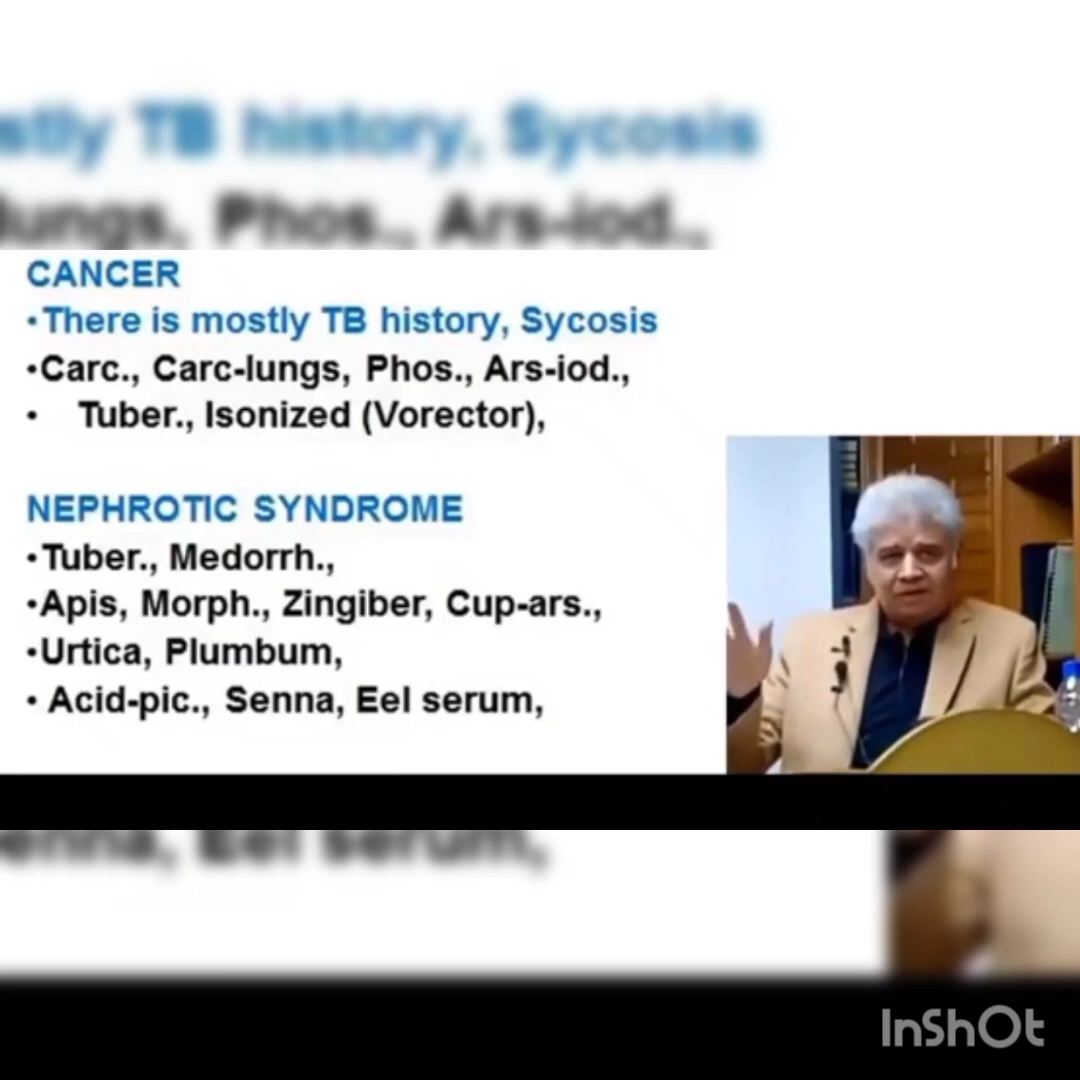 stly TB history, Sycosis
lungs, Phos., Ars-iod.,
CANCER
•There is mostly TB history, Sycosis
•Carc., Carc-lungs, Phos., Ars-iod.,
• Tuber., Isonized (Vorector),
NEPHROTIC SYNDROME
•Tuber., Medorrh.,
•Apis, Morph., Zingiber, Cup-ars.,
•Urtica, Plumbum,
• Acid-pic., Senna, Eel serum,
enna, Eel serum,
InShOt